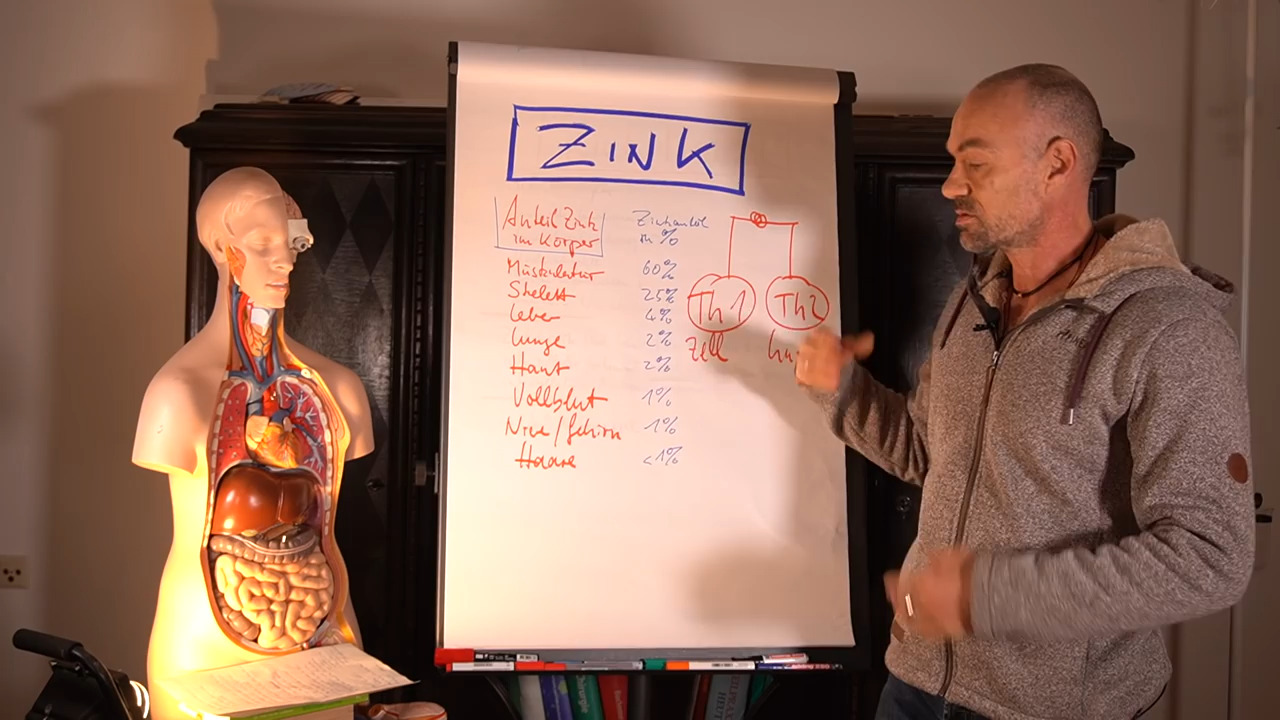 ZINK
Anteil Zink
im Körper
Zinkanteil
in %
Muskulatur 60%
Skelett 25%
Leber 4%
Lunge 2%
Haut 2%
Vollblut 1%
Niere/Gehirn 1%
Haare <1%
Th1 Th2
Zell hu